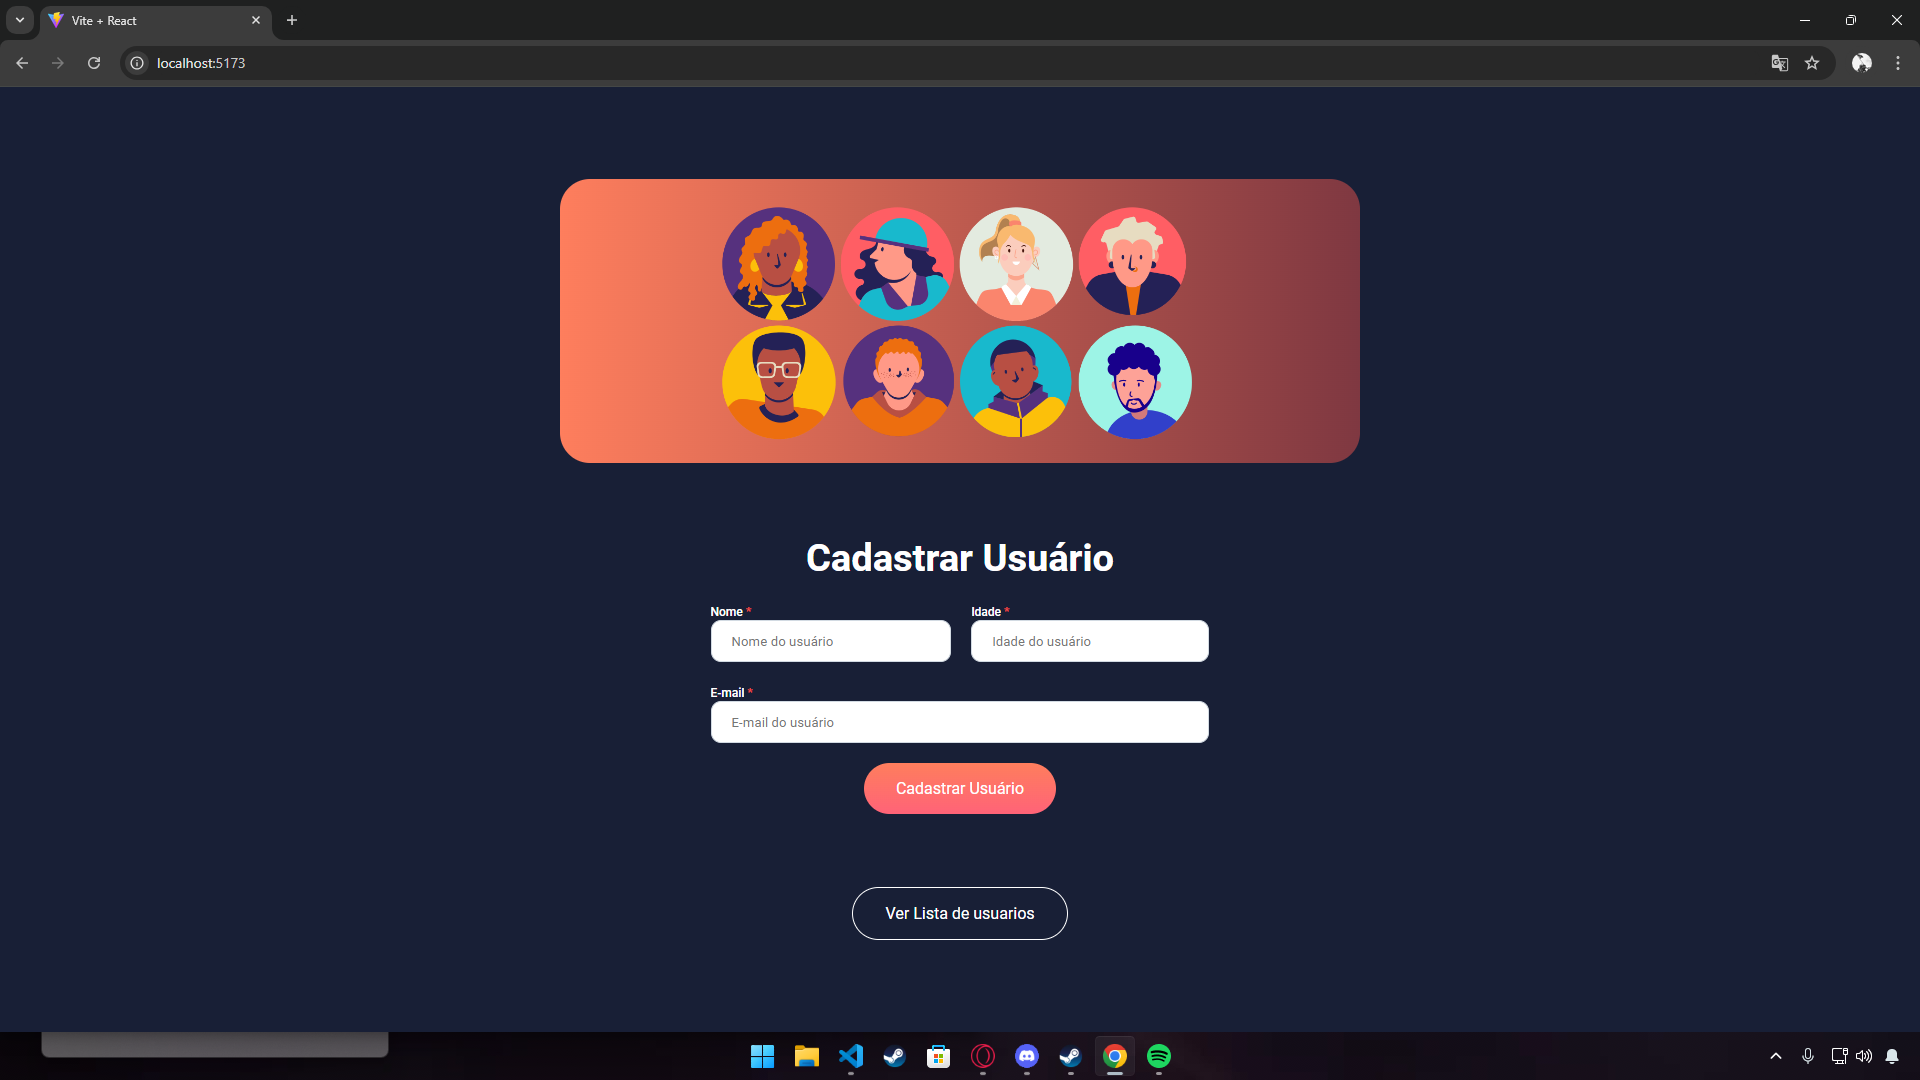 Vite + React
localhost:5173
Cadastrar Usuário
Nome *
Idade *
Nome do usuário
Idade do usuário
E-mail *
E-mail do usuário
Cadastrar Usuário
Ver Lista de usuarios